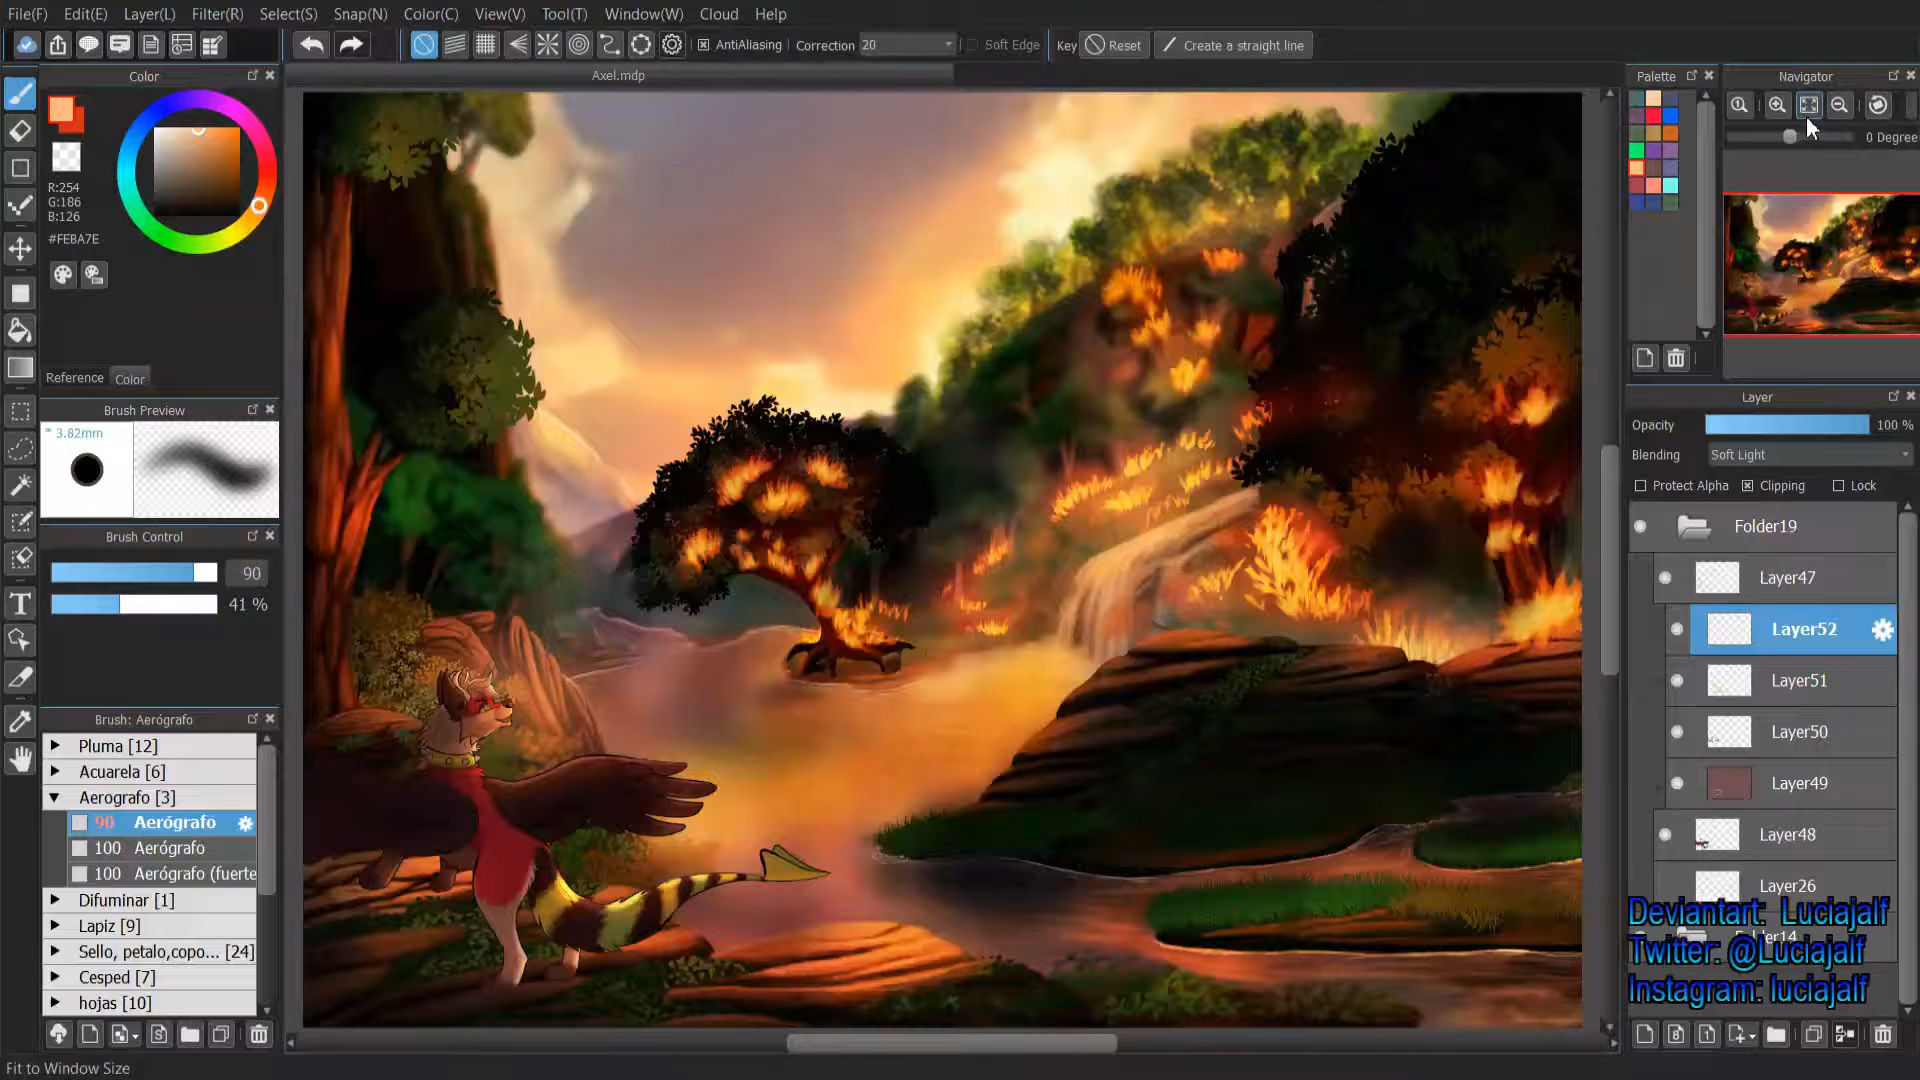 File(F) Edit(E) Layer(L) Filter(R) Select(S) Snap(N) Color(C) View(V) Tool(T) Window(W) Cloud Help
AntiAliasing Correction 20 Soft Edge Key Reset Create a straight line
Color
Axel.mdp
Palette
Navigator
R:254
G:186
B:126
#FEBA7E
0 Degree
Reference Color
Brush Preview
3.82mm
Brush Control
90
41 %
Brush: Aerógrafo
Pluma [12]
Acuarela [6]
Aerografo [3]
90 Aerógrafo
100 Aerógrafo
100 Aerógrafo (fuerte
Difuminar [1]
Lapiz [9]
Sello, petalo,copo... [24]
Cesped [7]
hojas [10]
Layer
Opacity 100 %
Blending Soft Light
Protect Alpha Clipping Lock
Folder19
Layer47
Layer52
Layer51
Layer50
Layer49
Layer48
Layer26
Folder14
Deviantart: Luciajalf
Twitter: @Luciajalf
Instagram: luciajalf
Fit to Window Size